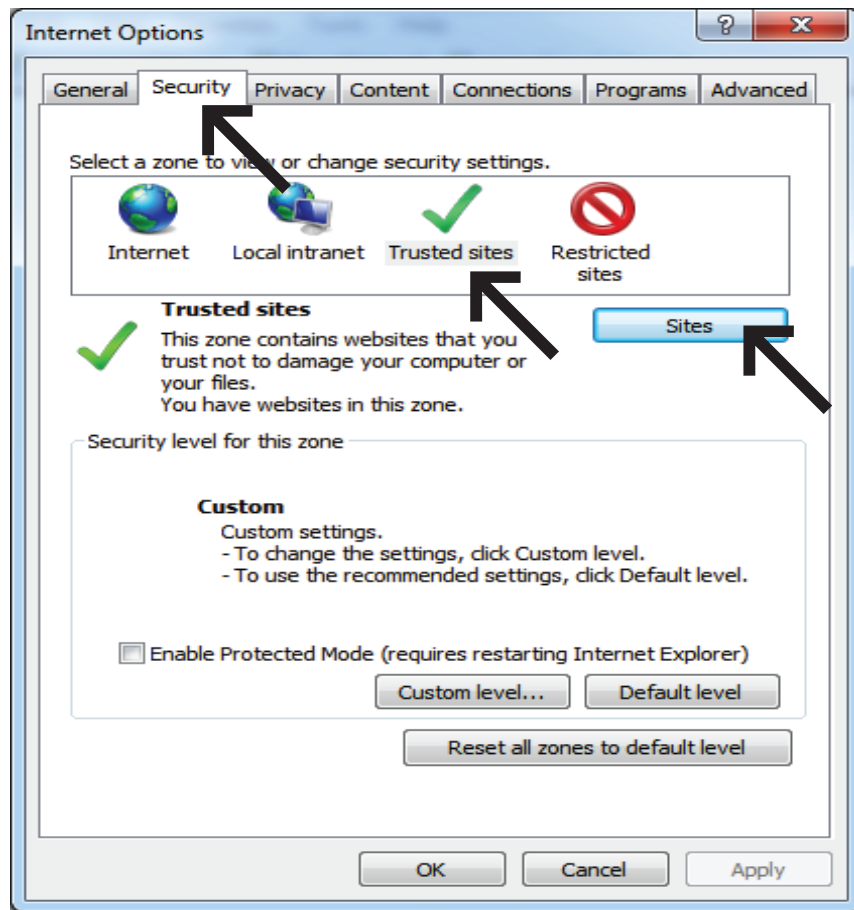 Internet Options
General Security Privacy Content Connections Programs Advanced
Select a zone to view or change security settings.
Internet Local intranet Trusted sites Restricted
sites
Trusted sites
Sites
This zone contains websites that you
trust not to damage your computer or
your files.
You have websites in this zone.
Security level for this zone
Custom
Custom settings.
- To change the settings, click Custom level.
- To use the recommended settings, click Default level.
Enable Protected Mode (requires restarting Internet Explorer)
Custom level... Default level
Reset all zones to default level
OK Cancel Apply